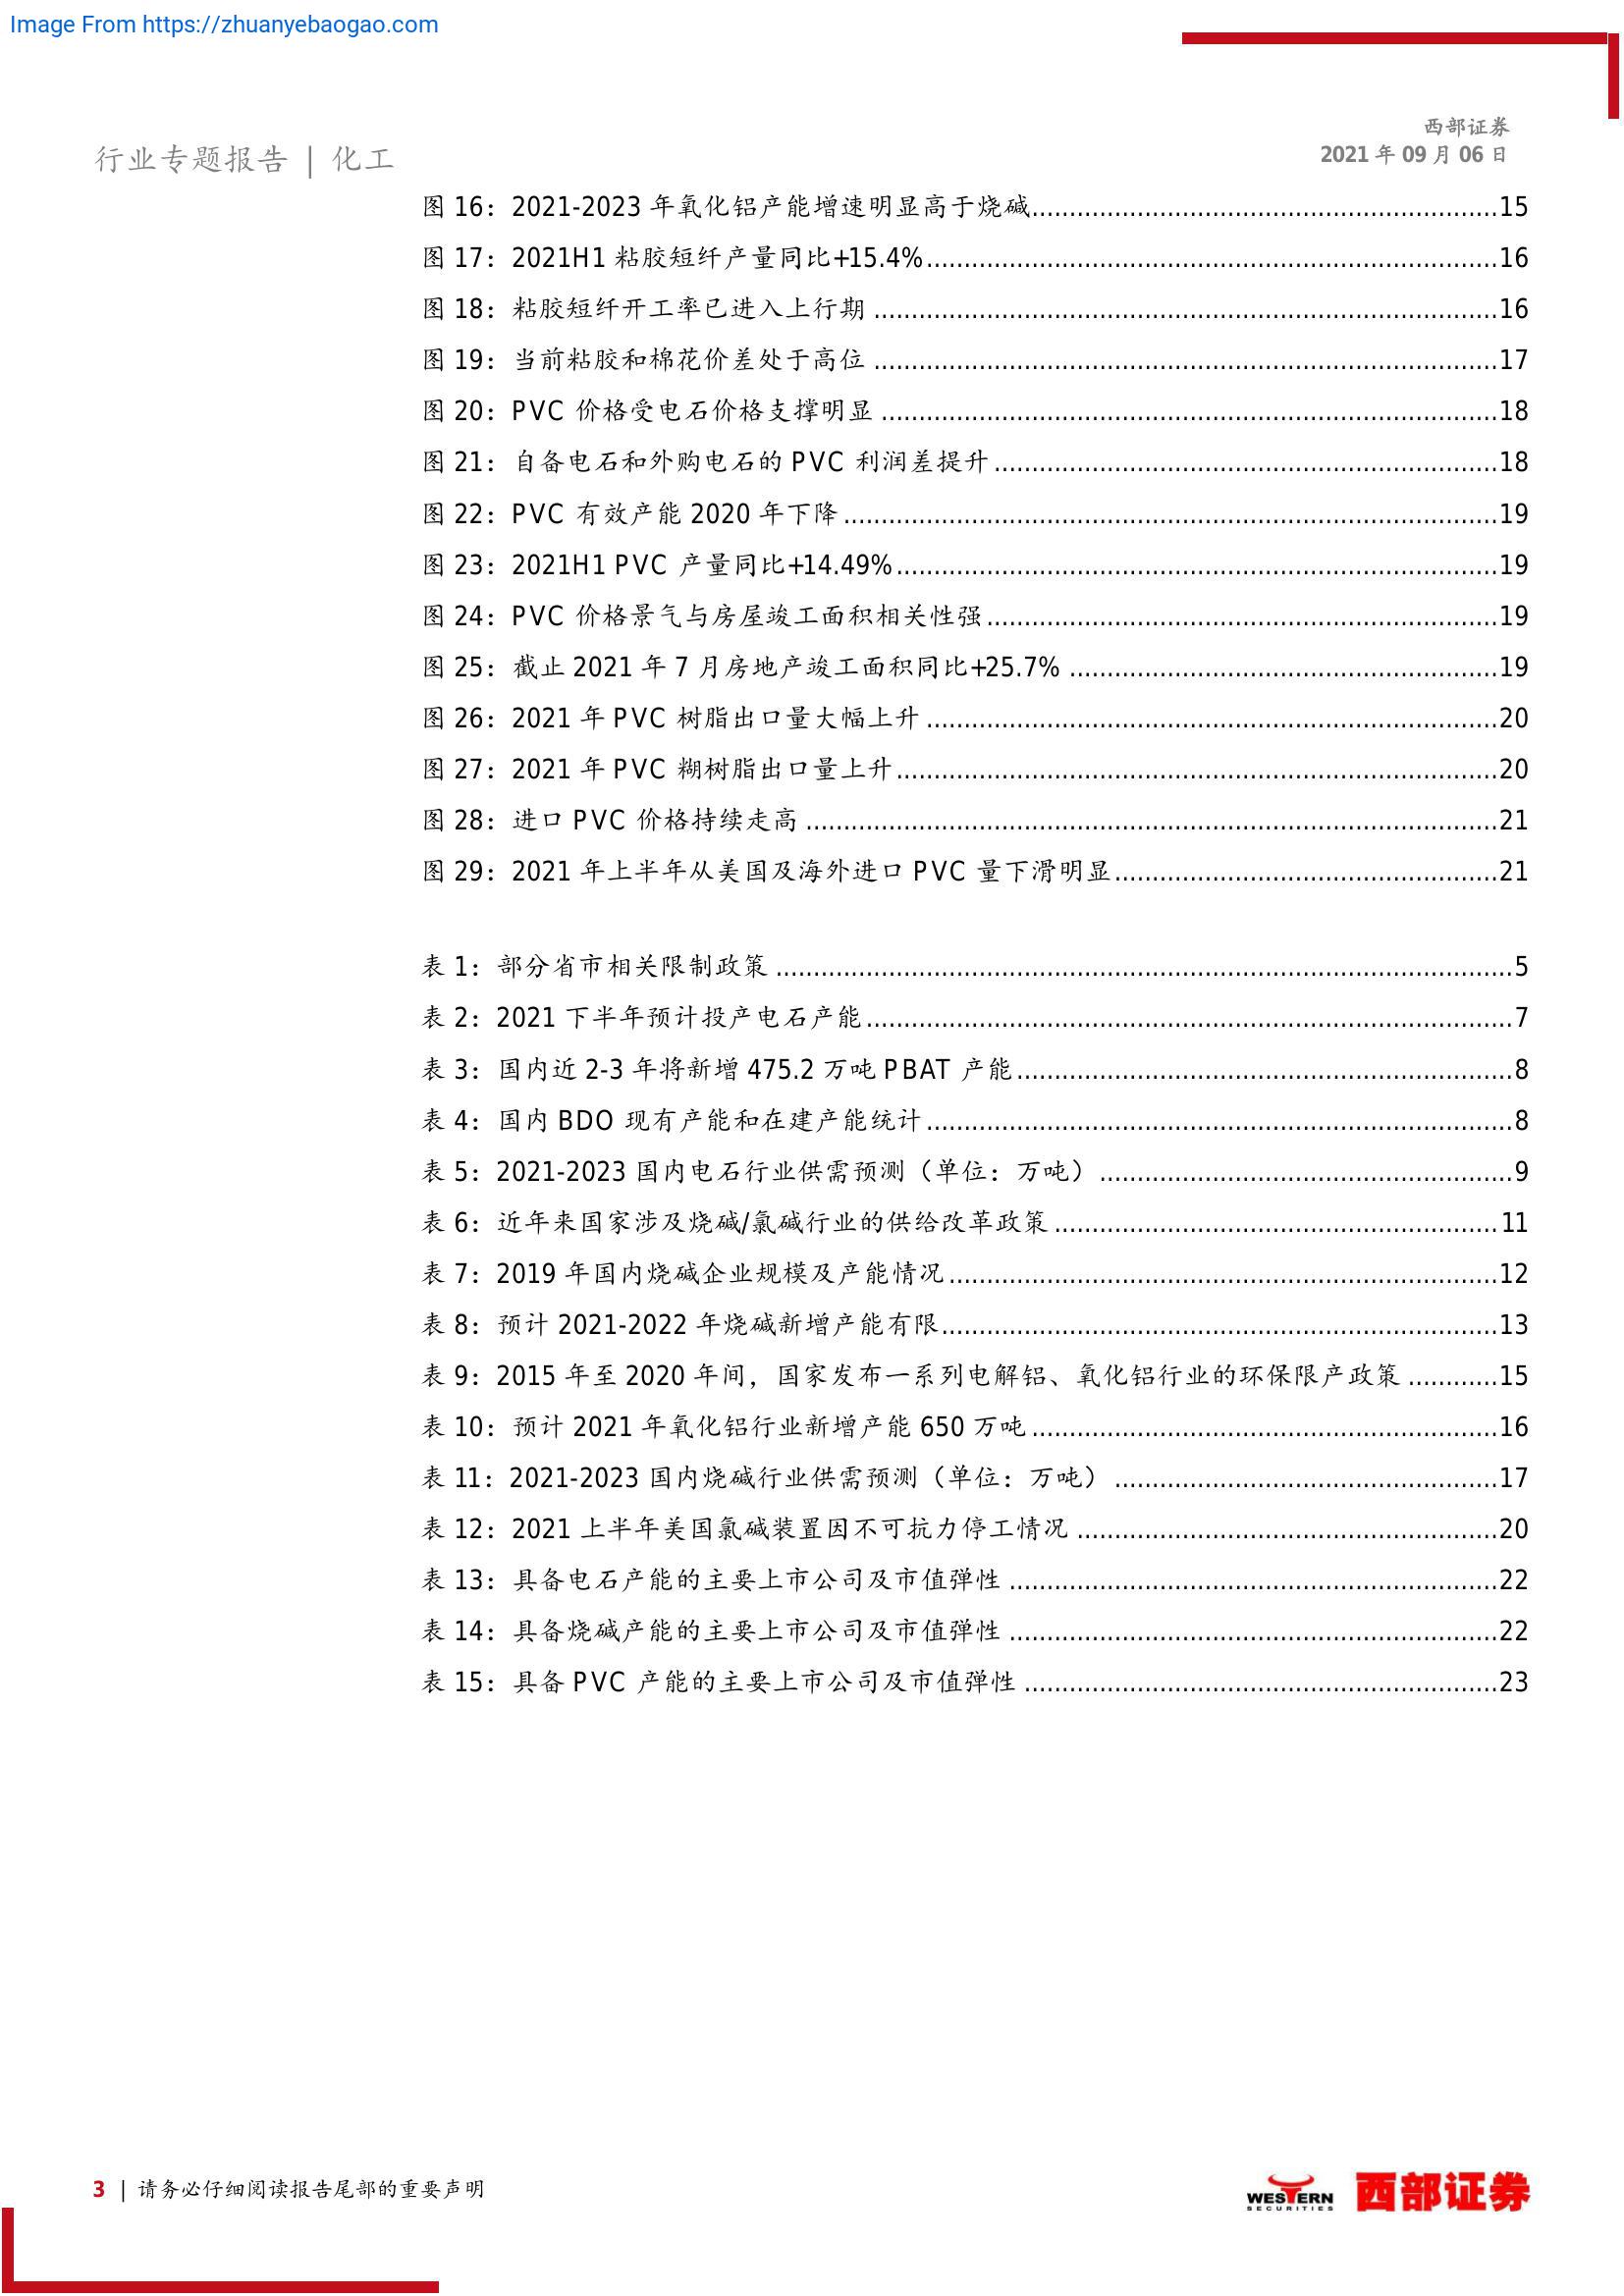 Image From https://zhuanyebaogao.com
西部证券
2021 年 09 月 06 日
行业专题报告 | 化工
图 16：2021-2023 年氧化铝产能增速明显高于烧碱..............................................................15
图 17：2021H1 粘胶短纤产量同比+15.4%............................................................................16
图 18：粘胶短纤开工率已进入上行期 ...................................................................................16
图 19：当前粘胶和棉花价差处于高位 ...................................................................................17
图 20：PVC 价格受电石价格支撑明显 ..................................................................................18
图 21：自备电石和外购电石的 PVC 利润差提升...................................................................18
图 22：PVC 有效产能 2020 年下降.......................................................................................19
图 23：2021H1 PVC 产量同比+14.49%................................................................................19
图 24：PVC 价格景气与房屋竣工面积相关性强....................................................................19
图 25：截止 2021 年 7 月房地产竣工面积同比+25.7% .........................................................19
图 26：2021 年 PVC 树脂出口量大幅上升............................................................................20
图 27：2021 年 PVC 糊树脂出口量上升................................................................................20
图 28：进口 PVC 价格持续走高 ............................................................................................21
图 29：2021 年上半年从美国及海外进口 PVC 量下滑明显...................................................21
表 1：部分省市相关限制政策 ..................................................................................................5
表 2：2021 下半年预计投产电石产能......................................................................................7
表 3：国内近 2-3 年将新增 475.2 万吨 PBAT 产能..................................................................8
表 4：国内 BDO 现有产能和在建产能统计..............................................................................8
表 5：2021-2023 国内电石行业供需预测（单位：万吨） .......................................................9
表 6：近年来国家涉及烧碱/氯碱行业的供给改革政策 ...........................................................11
表 7：2019 年国内烧碱企业规模及产能情况.........................................................................12
表 8：预计 2021-2022 年烧碱新增产能有限..........................................................................13
表 9：2015 年至 2020 年间，国家发布一系列电解铝、氧化铝行业的环保限产政策 ............15
表 10：预计 2021 年氧化铝行业新增产能 650 万吨..............................................................16
表 11：2021-2023 国内烧碱行业供需预测（单位：万吨） ...................................................17
表 12：2021 上半年美国氯碱装置因不可抗力停工情况 ........................................................20
表 13：具备电石产能的主要上市公司及市值弹性 .................................................................22
表 14：具备烧碱产能的主要上市公司及市值弹性 .................................................................22
表 15：具备 PVC 产能的主要上市公司及市值弹性 ...............................................................23
3 | 请务必仔细阅读报告尾部的重要声明
WESTERN
SECURITIES
西部证券